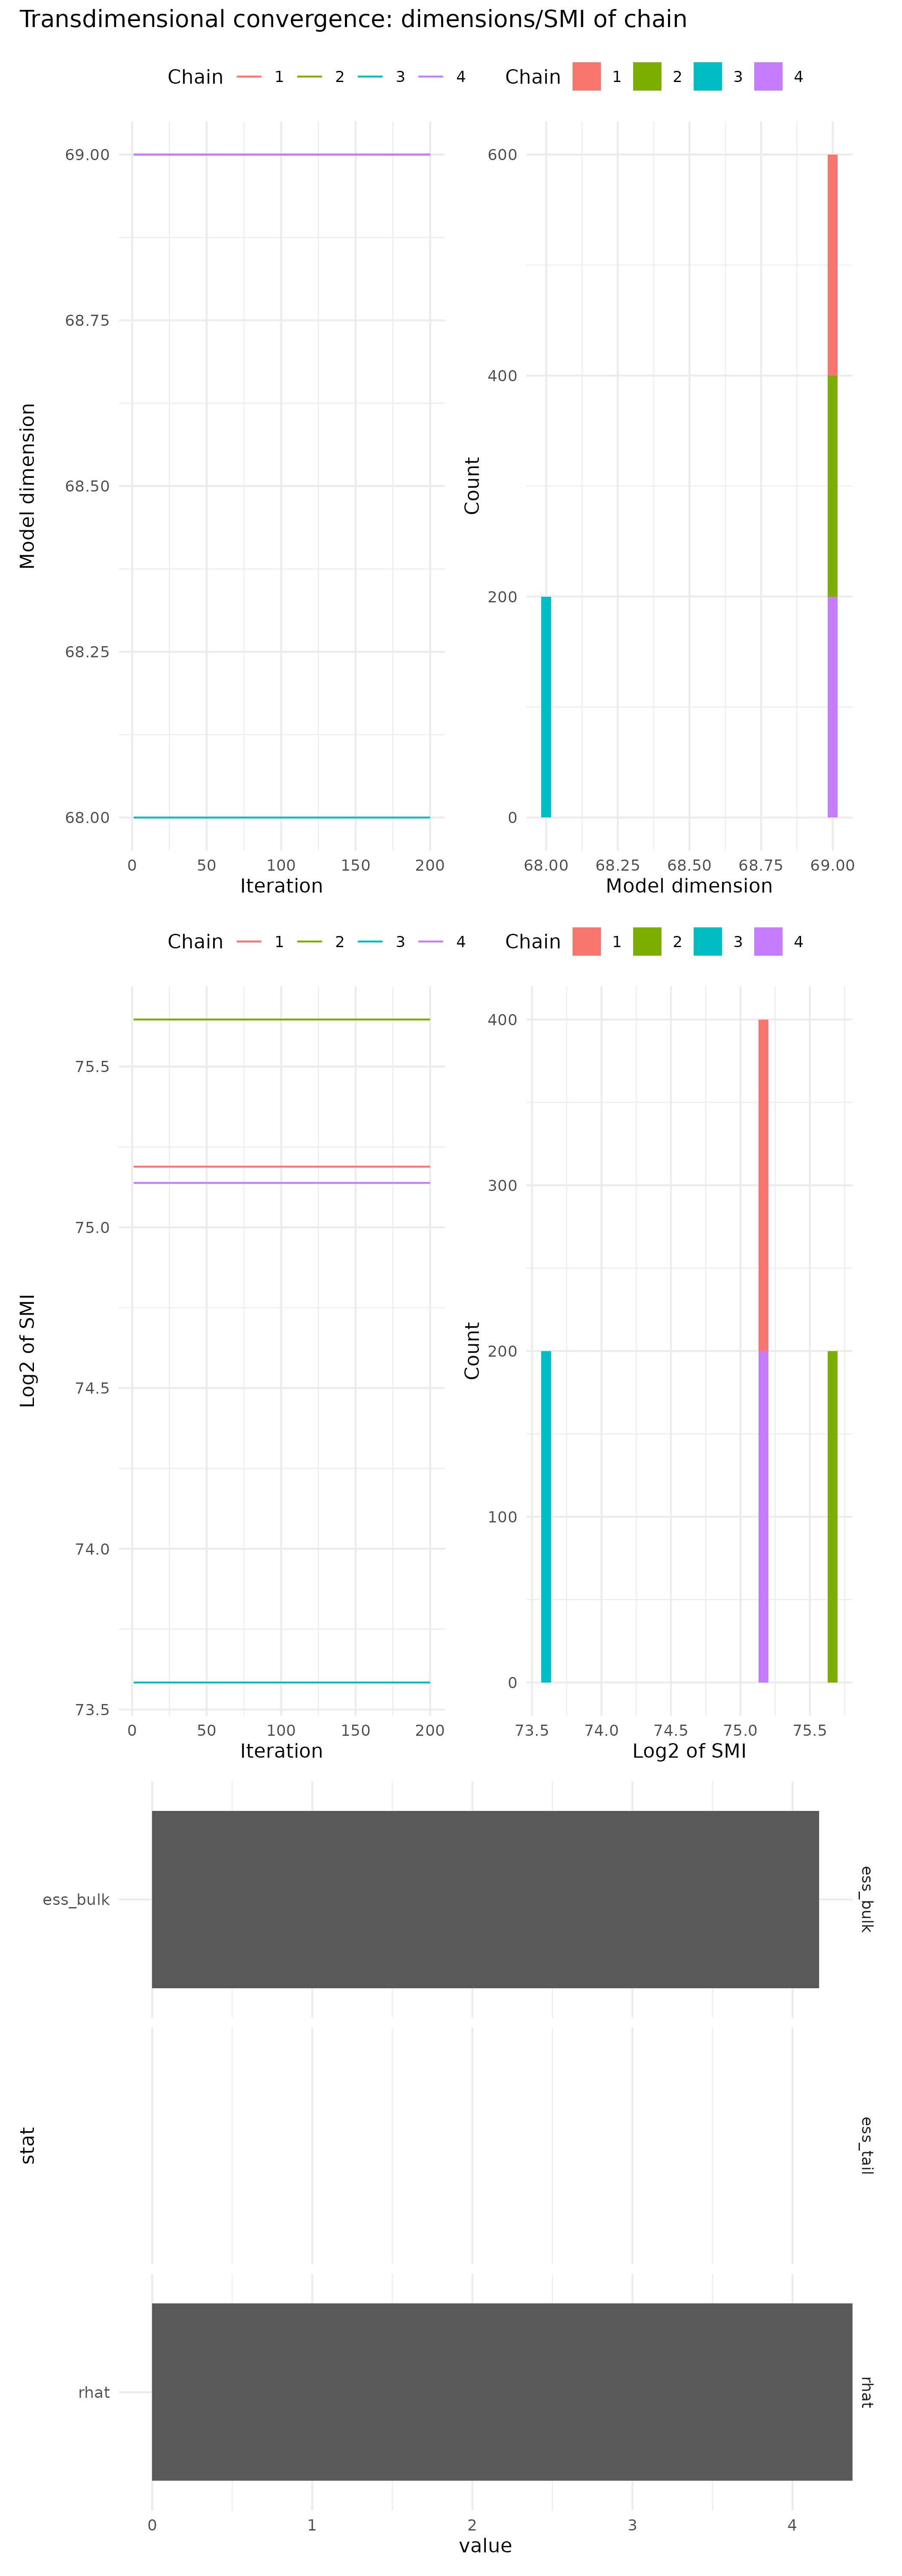 Transdimensional convergence: dimensions/SMI of chain
Chain 1 2 3 4
Chain 1 2 3 4
69.00
68.75
68.50
68.25
68.00
Model dimension
0 50 100 150 200
Iteration
600
400
200
0
Count
68.00 68.25 68.50 68.75 69.00
Model dimension
Chain 1 2 3 4
Chain 1 2 3 4
75.5
75.0
74.5
74.0
73.5
Log2 of SMI
0 50 100 150 200
Iteration
400
300
200
100
0
Count
73.5 74.0 74.5 75.0 75.5
Log2 of SMI
ess_bulk
ess_bulk
stat
ess_tail
rhat
rhat
0 1 2 3 4
value